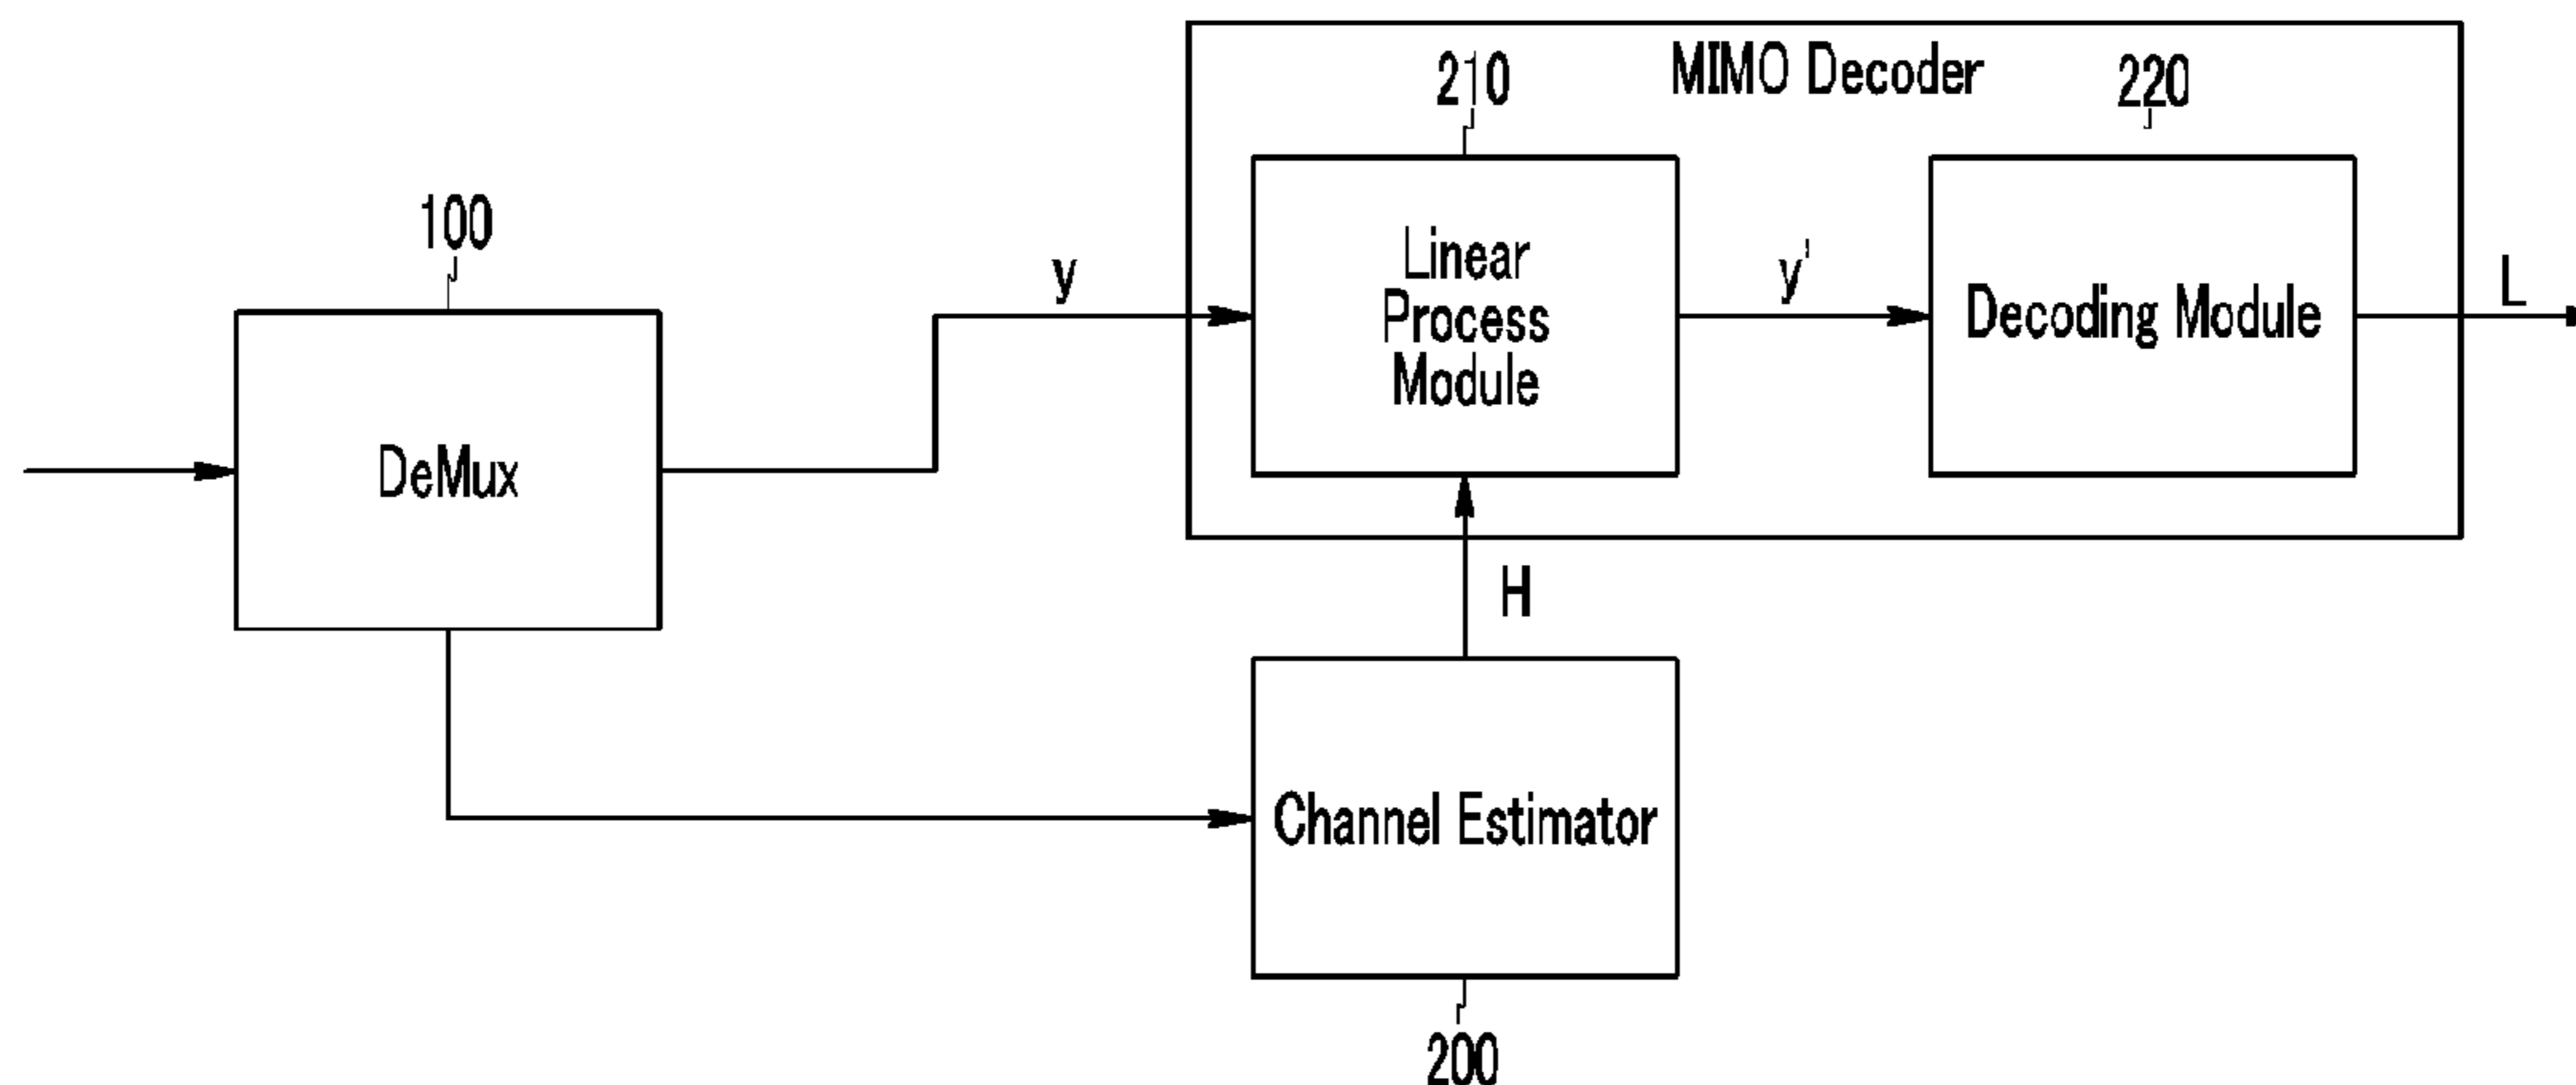 MIMO Decoder
210
220
100
Linear
Process
Module
y
y'
Decoding Module
L
DeMux
H
Channel Estimator
200